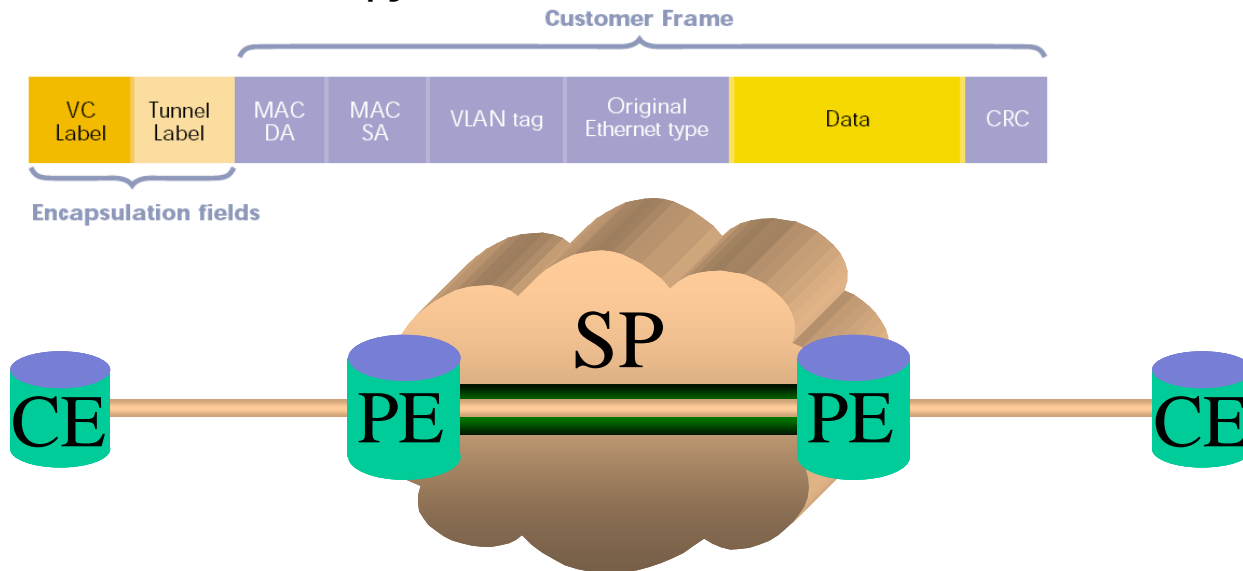 Customer Frame
VC
Label
Tunnel
Label
MAC
DA
MAC
SA
VLAN tag
Original
Ethernet type
Data
CRC
Encapsulation fields
SP
CE
PE
PE
CE